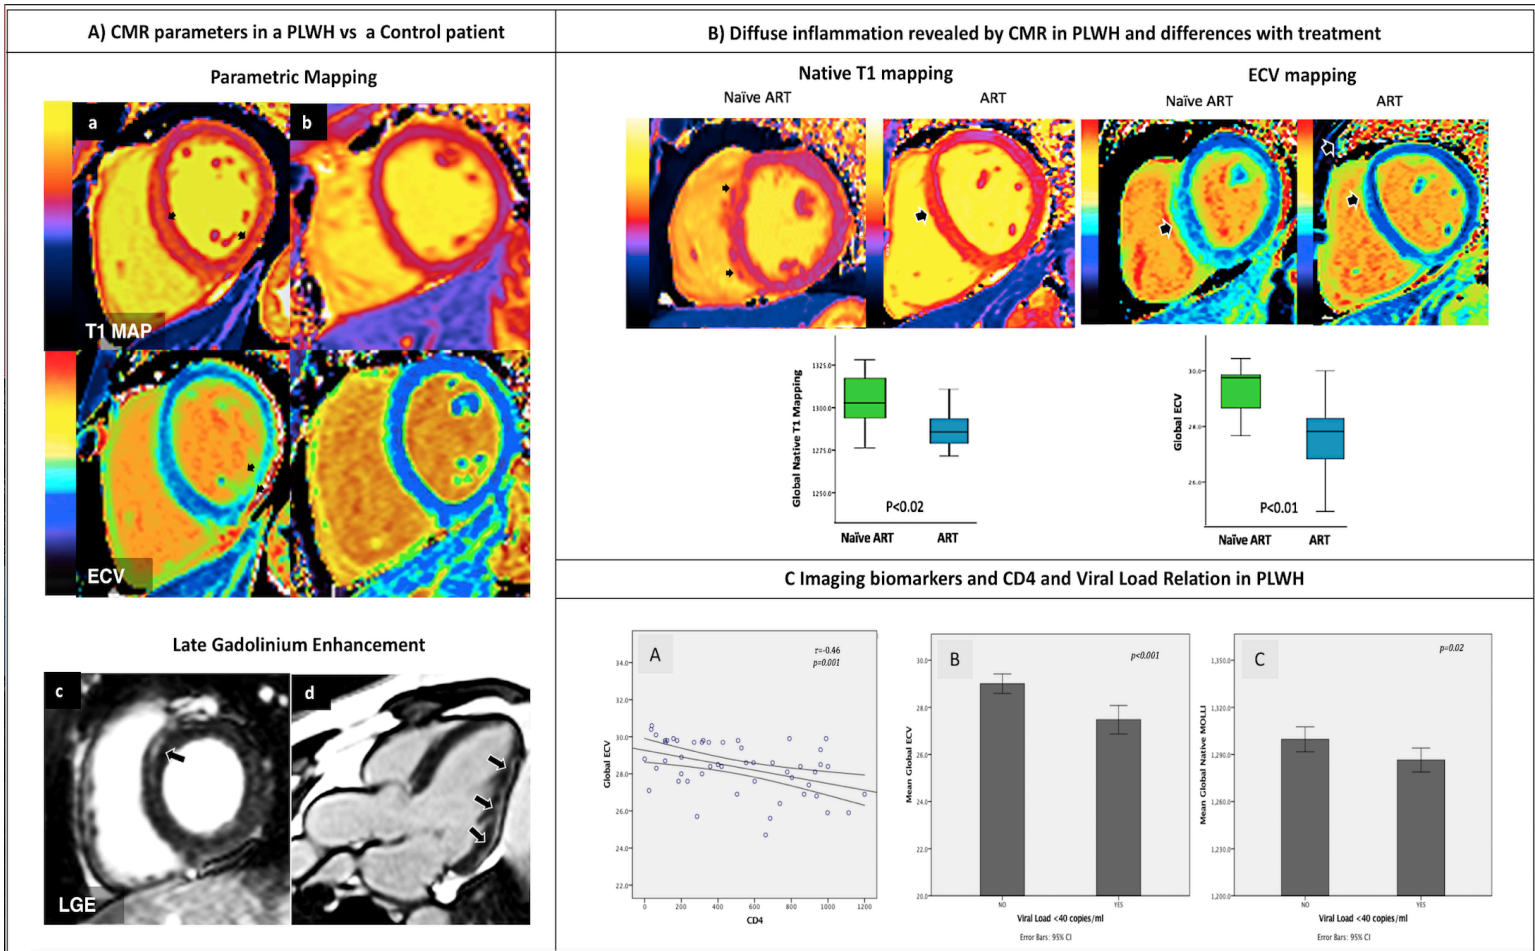 A) CMR parameters in a PLWH vs a Control patient
Parametric Mapping
a
b
T1 MAP
ECV
Late Gadolinium Enhancement
c
d
LGE
B) Diffuse inflammation revealed by CMR in PLWH and differences with treatment
Native T1 mapping
ECV mapping
Naïve ART
ART
Naïve ART
ART
Global Native T1 Mapping
1325.0
1300.0
1275.0
1250.0
P<0.02
Naïve ART
ART
Global ECV
30.0
28.0
26.0
P<0.01
Naïve ART
ART
C Imaging biomarkers and CD4 and Viral Load Relation in PLWH
A
r=-0.46
p=0.001
Global ECV
34.0
32.0
30.0
28.0
26.0
24.0
22.0
0
200
400
600
800
1000
1200
CD4
B
p<0.001
Mean Global ECV
30.0
28.0
26.0
24.0
22.0
20.0
NO
YES
Viral Load <40 copies/ml
Error Bars: 95% CI
C
p=0.02
Mean Global Native MOLLI
1,350.0
1,320.0
1,290.0
1,260.0
1,230.0
1,200.0
NO
YES
Viral Load <40 copies/ml
Error Bars: 95% CI